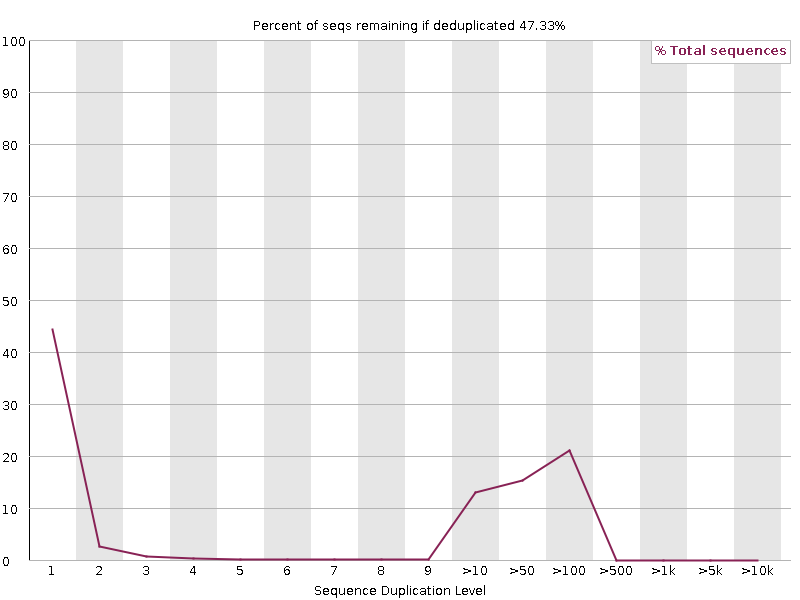 Percent of seqs remaining if deduplicated 47.33%
% Total sequences
100
90
80
70
60
50
40
30
20
10
0
1 2 3 4 5 6 7 8 9 >10 >50 >100 >500 >1k >5k >10k
Sequence Duplication Level